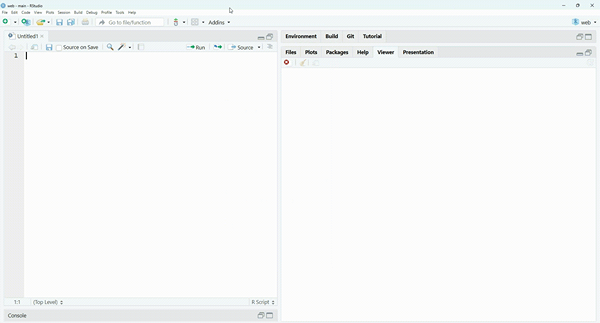 web - main - RStudio
File Edit Code View Plots Session Build Debug Profile Tools Help
Go to file/function
Addins
web
Untitled1
Source on Save
Run
Source
1
1:1
(Top Level)
R Script
Console
Environment Build Git Tutorial
Files Plots Packages Help Viewer Presentation